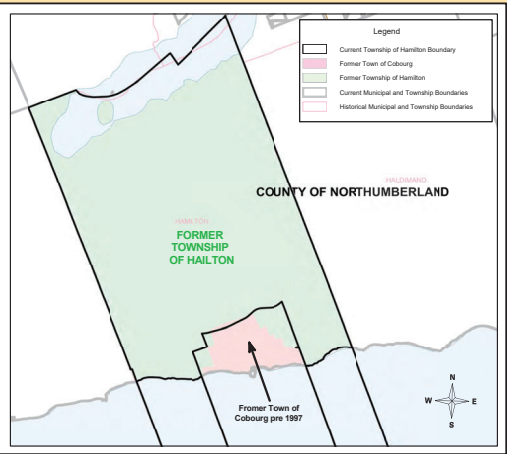 Legend
Current Township of Hamilton Boundary
Former Town of Cobourg
Former Township of Hamilton
Current Municipal and Township Boundaries
Historical Municipal and Township Boundaries
HALDIMAND
COUNTY OF NORTHUMBERLAND
HAMILTON
FORMER
TOWNSHIP
OF HAILTON
Fromer Town of
Cobourg pre 1997
N
W
E
S